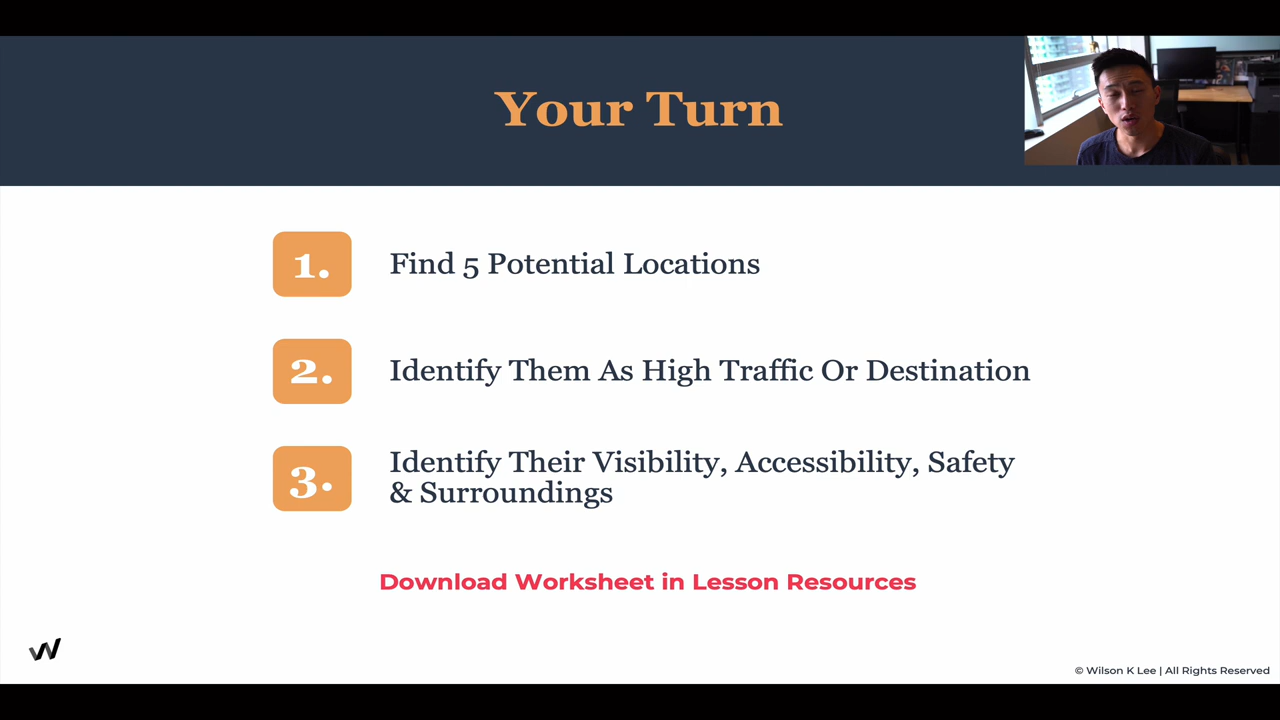 Your Turn
1.
Find 5 Potential Locations
2.
Identify Them As High Traffic Or Destination
3.
Identify Their Visibility, Accessibility, Safety
& Surroundings
Download Worksheet in Lesson Resources
W
© Wilson K Lee | All Rights Reserved